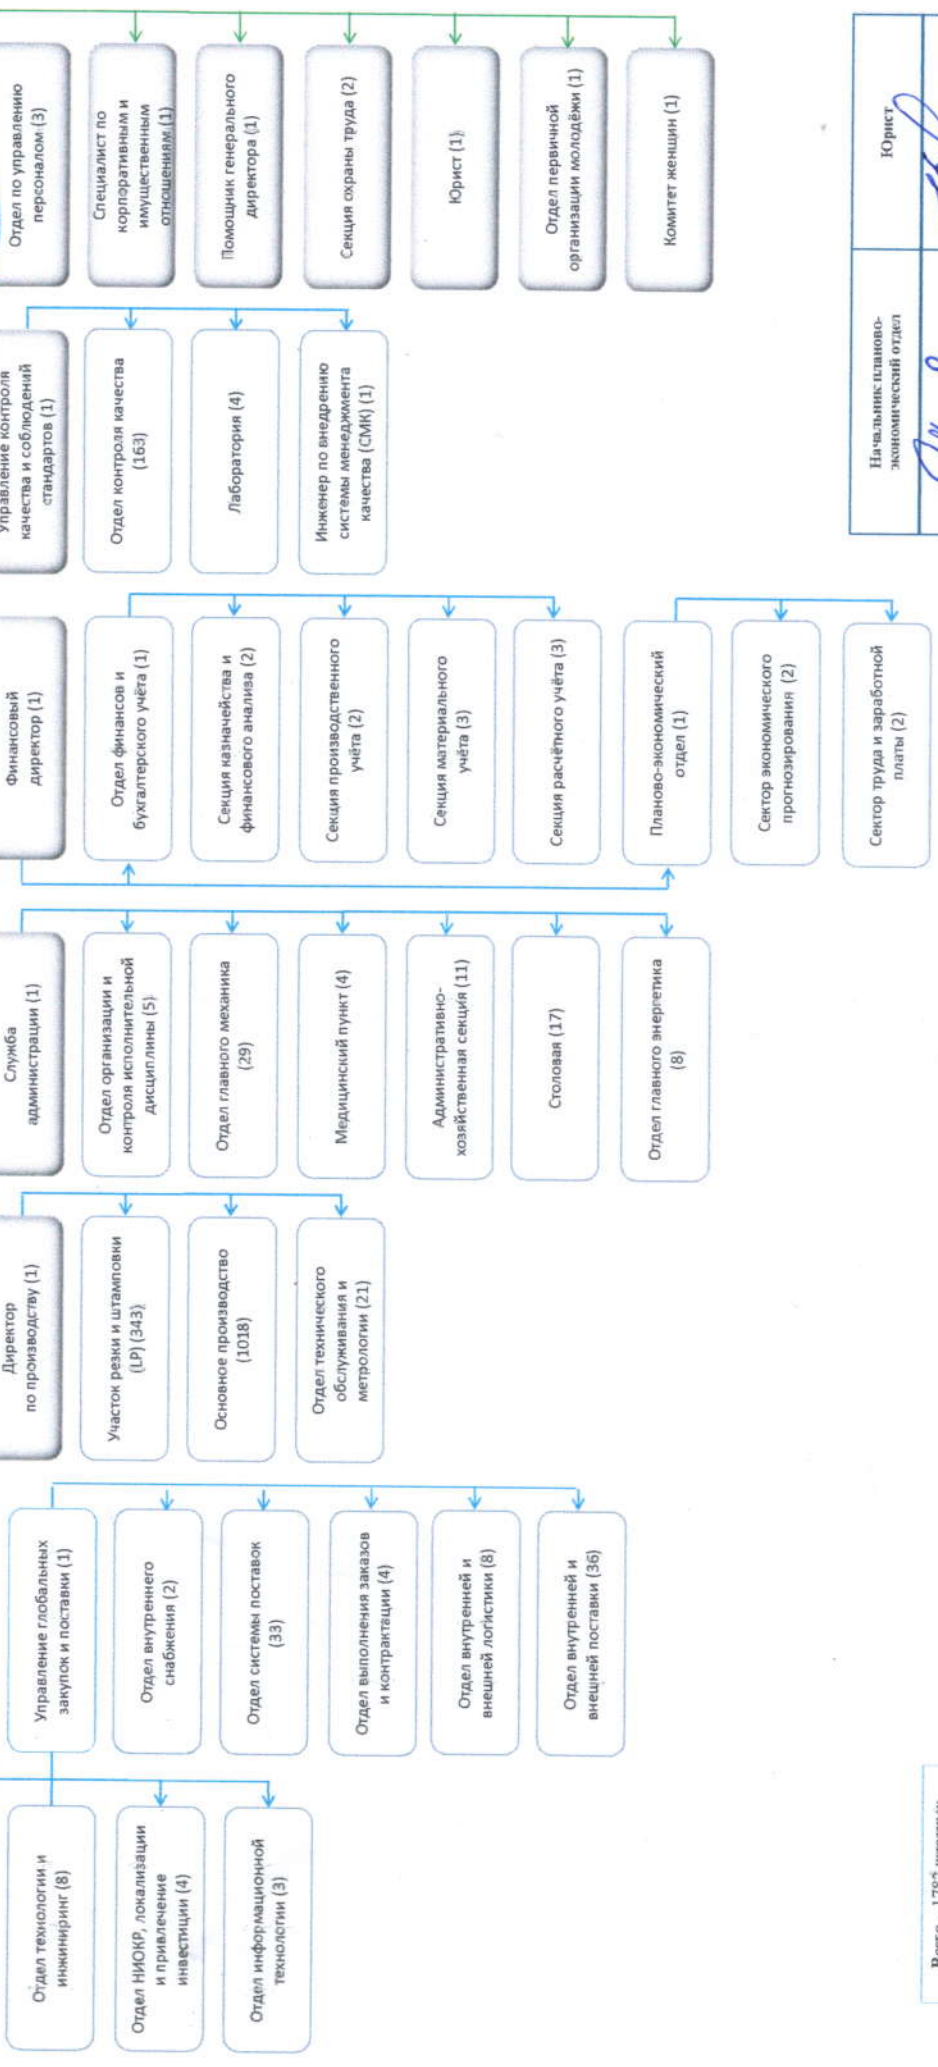 Отдел технологии и
инжиниринг (8)
Отдел НИОКР, локализации
и привлечение
инвестиции (4)
Отдел информационной
технологии (3)
Управление глобальных
закупок и поставки (1)
Отдел внутреннего
снабжения (2)
Отдел системы поставок
(33)
Отдел выполнения заказов
и контрактации (4)
Отдел внутренней и
внешней логистики (8)
Отдел внутренней и
внешней поставки (36)
Директор
по производству (1)
Участок резки и штамповки
(LP) (343)
Основное производство
(1018)
Отдел технического
обслуживания и
метрологии (21)
Служба
администрации (1)
Отдел организации и
контроля исполнительной
дисциплины (5)
Отдел главного механика
(29)
Медицинский пункт (4)
Административно-
хозяйственная секция (11)
Столовая (17)
Отдел главного энергетика
(8)
Финансовый
директор (1)
Отдел финансов и
бухгалтерского учёта (1)
Секция казначейства и
финансового анализа (2)
Секция производственного
учёта (2)
Секция материального
учёта (3)
Секция расчётного учёта (3)
Планово-экономический
отдел (1)
Сектор экономического
прогнозирования (2)
Сектор труда и заработной
платы (2)
Управление контроля
качества и соблюдений
стандартов (1)
Отдел контроля качества
(163)
Лаборатория (4)
Инженер по внедрению
системы менеджмента
качества (СМК) (1)
Отдел по управлению
персоналом (3)
Специалист по
корпоративным и
имущественным
отношениям (1)
Помощник генерального
директора (1)
Секция охраны труда (2)
Юрист (1)
Отдел первичной
организации молодёжи (1)
Комитет женщин (1)
Начальник планово-
экономический отдел
Юрист